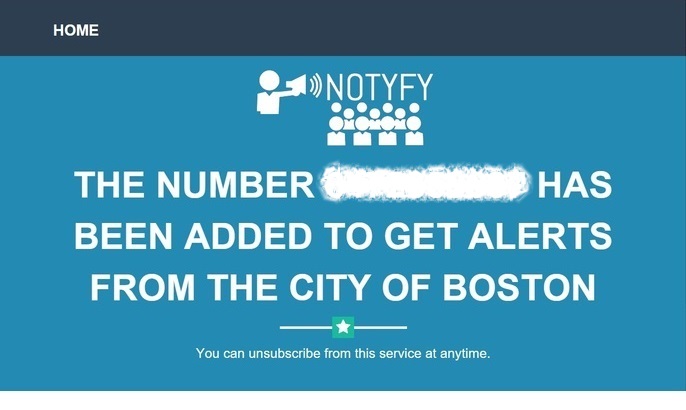 HOME
NOTYFY
THE NUMBER HAS
BEEN ADDED TO GET ALERTS
FROM THE CITY OF BOSTON
You can unsubscribe from this service at anytime.